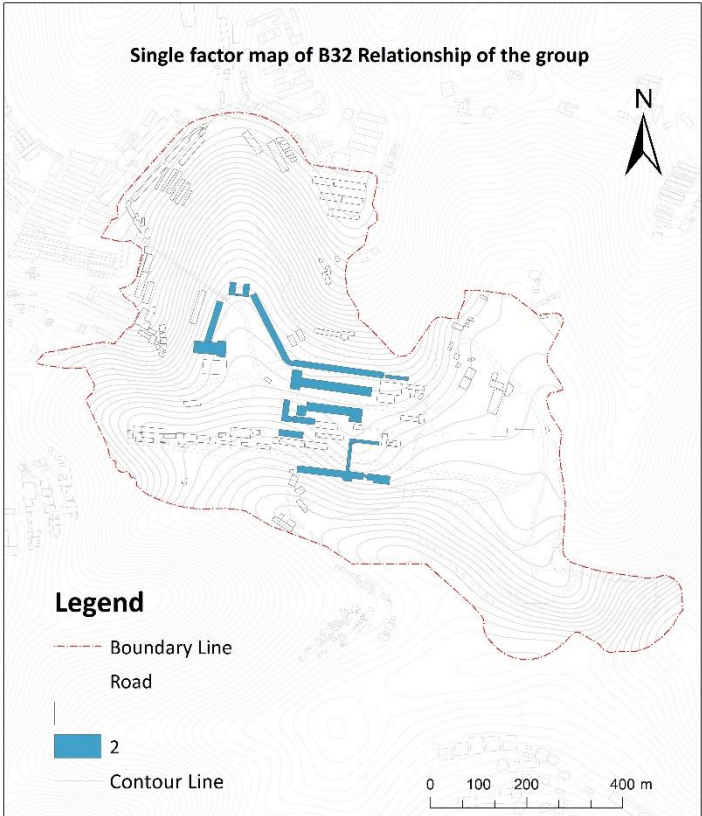 Single factor map of B32 Relationship of the group
N
Legend
Boundary Line
Road
2
Contour Line
0 100 200 400 m